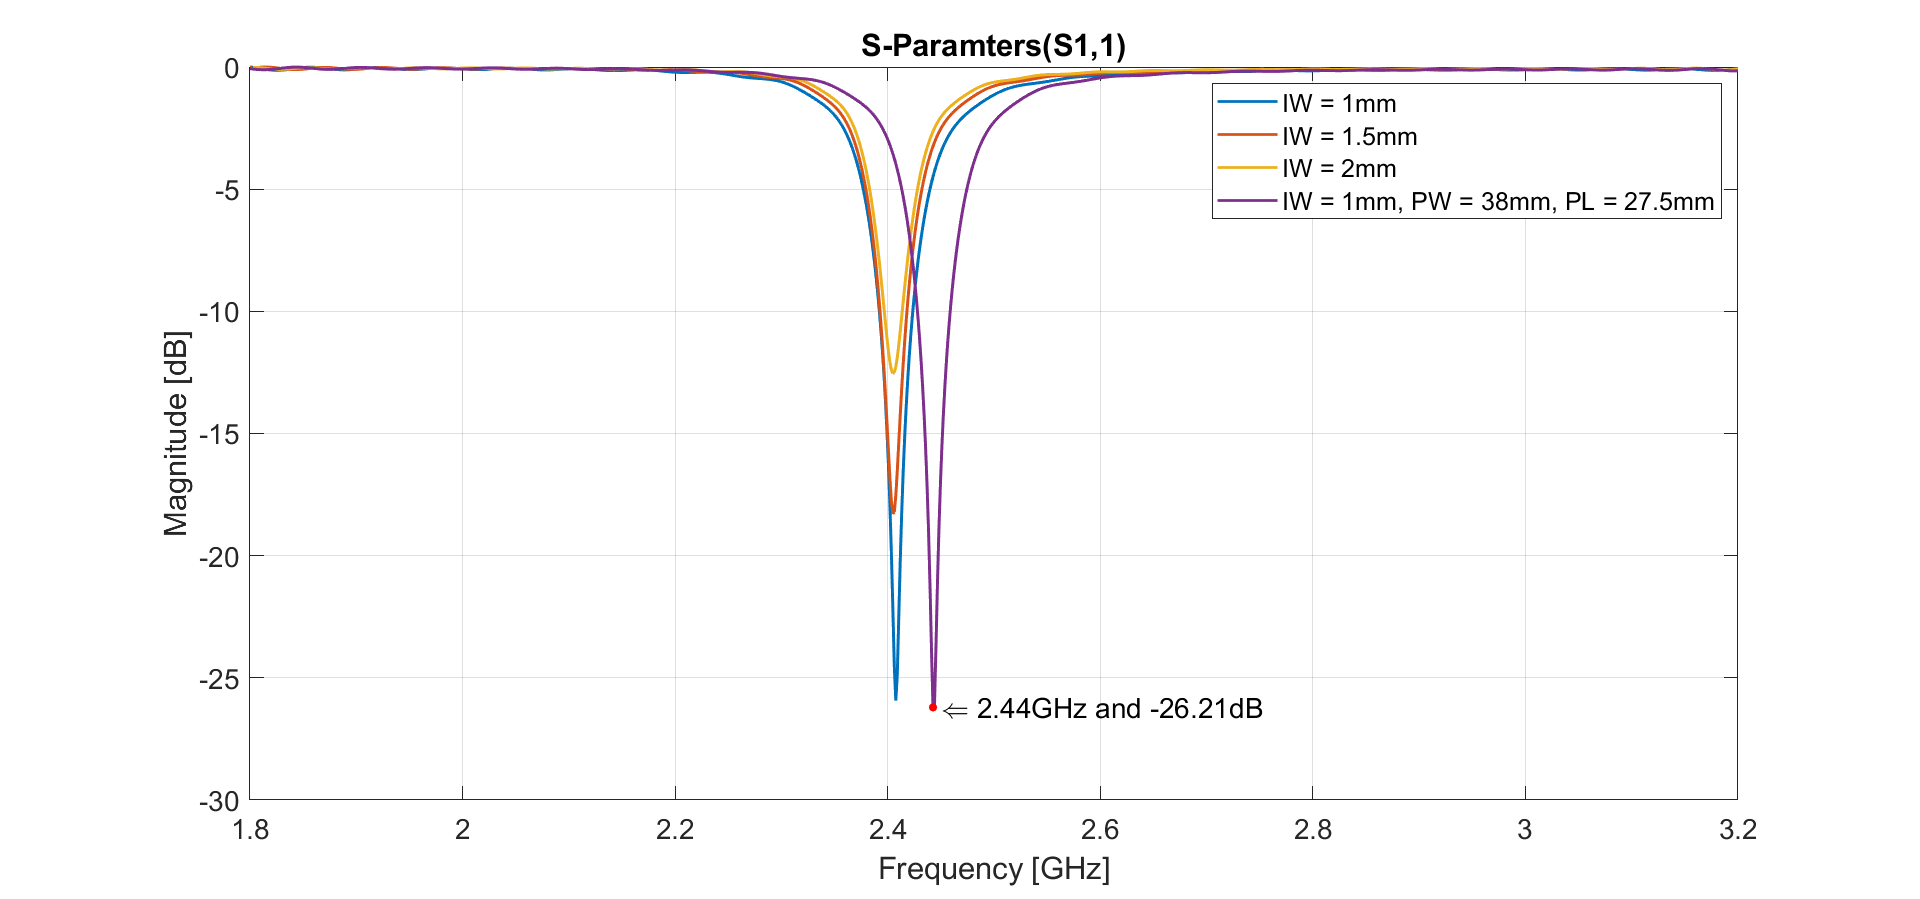 S-Paramters(S1,1)
0
-5
-10
-15
-20
-25
-30
Magnitude [dB]
IW = 1mm
IW = 1.5mm
IW = 2mm
IW = 1mm, PW = 38mm, PL = 27.5mm
⇐ 2.44GHz and -26.21dB
1.8 2 2.2 2.4 2.6 2.8 3 3.2
Frequency [GHz]